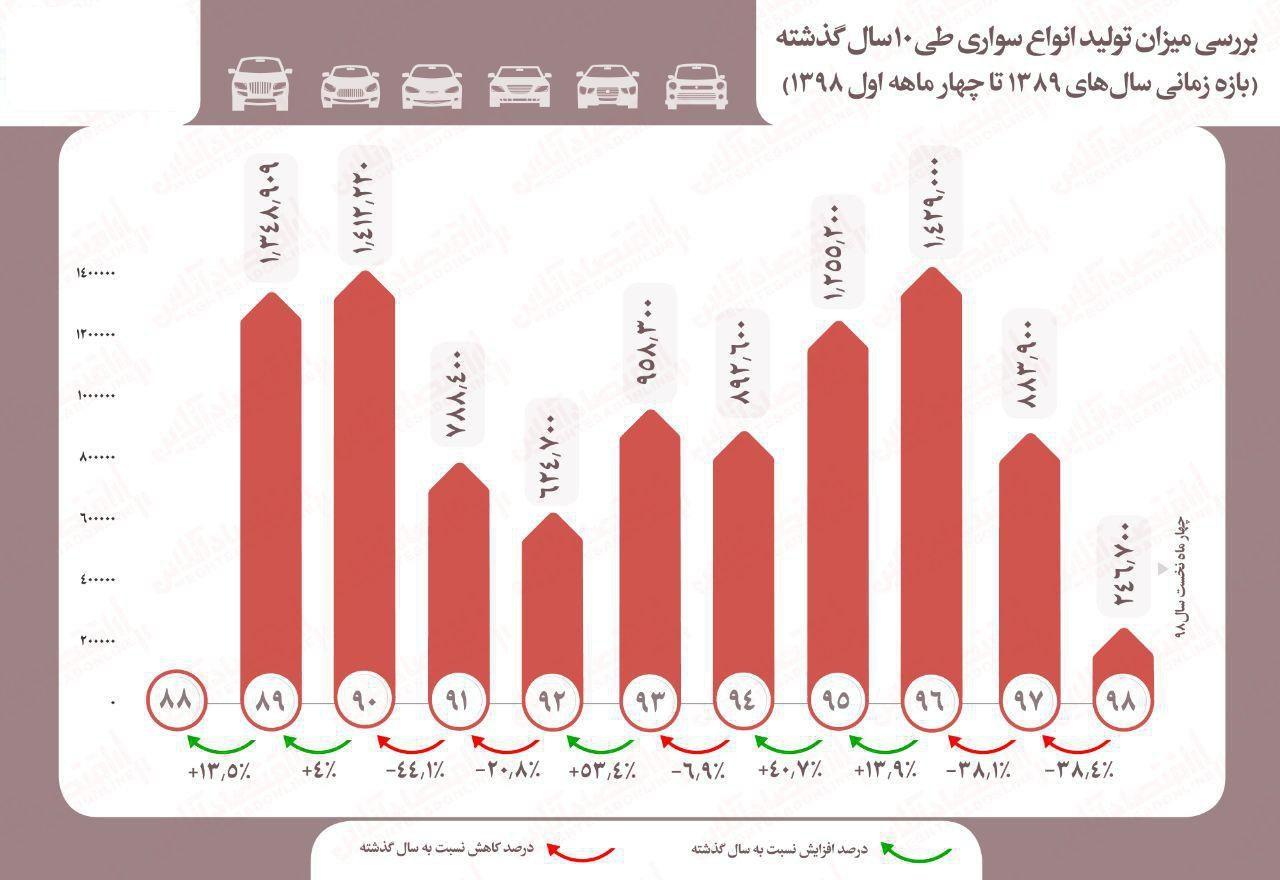 بررسی میزان تولید انواع سواری طی ۱۰ سال گذشته
(بازه زمانی سال‌های ۱۳۸۹ تا چهار ماهه اول ۱۳۹۸)
۱,۳۴۸,۹۰۹
۱,۴۱۲,۲۲۰
۷۸۸,۴۰۰
۶۲۴,۷۰۰
۹۵۸,۳۰۰
۸۹۲,۶۰۰
۱,۲۵۵,۲۰۰
۱,۴۲۹,۰۰۰
۸۸۳,۹۰۰
۲۴۶,۷۰۰
چهار ماه نخست سال ۹۸
۱۴۰۰۰۰۰
۱۲۰۰۰۰۰
۱۰۰۰۰۰۰
۸۰۰۰۰۰
۶۰۰۰۰۰
۴۰۰۰۰۰
۲۰۰۰۰۰
۰
۸۸ ۸۹ ۹۰ ۹۱ ۹۲ ۹۳ ۹۴ ۹۵ ۹۶ ۹۷ ۹۸
+۱۳,۵٪ +۴٪ -۴۴,۱٪ -۲۰,۸٪ +۵۳,۴٪ -۶,۹٪ +۴۰,۷٪ +۱۳,۹٪ -۳۸,۱٪ -۳۸,۴٪
درصد افزایش نسبت به سال گذشته
درصد کاهش نسبت به سال گذشته